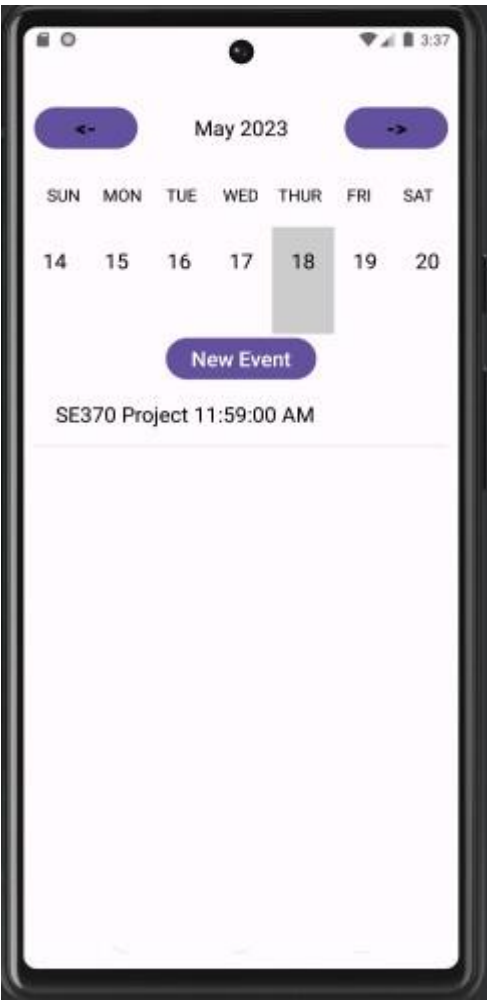 3:37
<- May 2023 ->
SUN MON TUE WED THUR FRI SAT
14 15 16 17 18 19 20
New Event
SE370 Project 11:59:00 AM